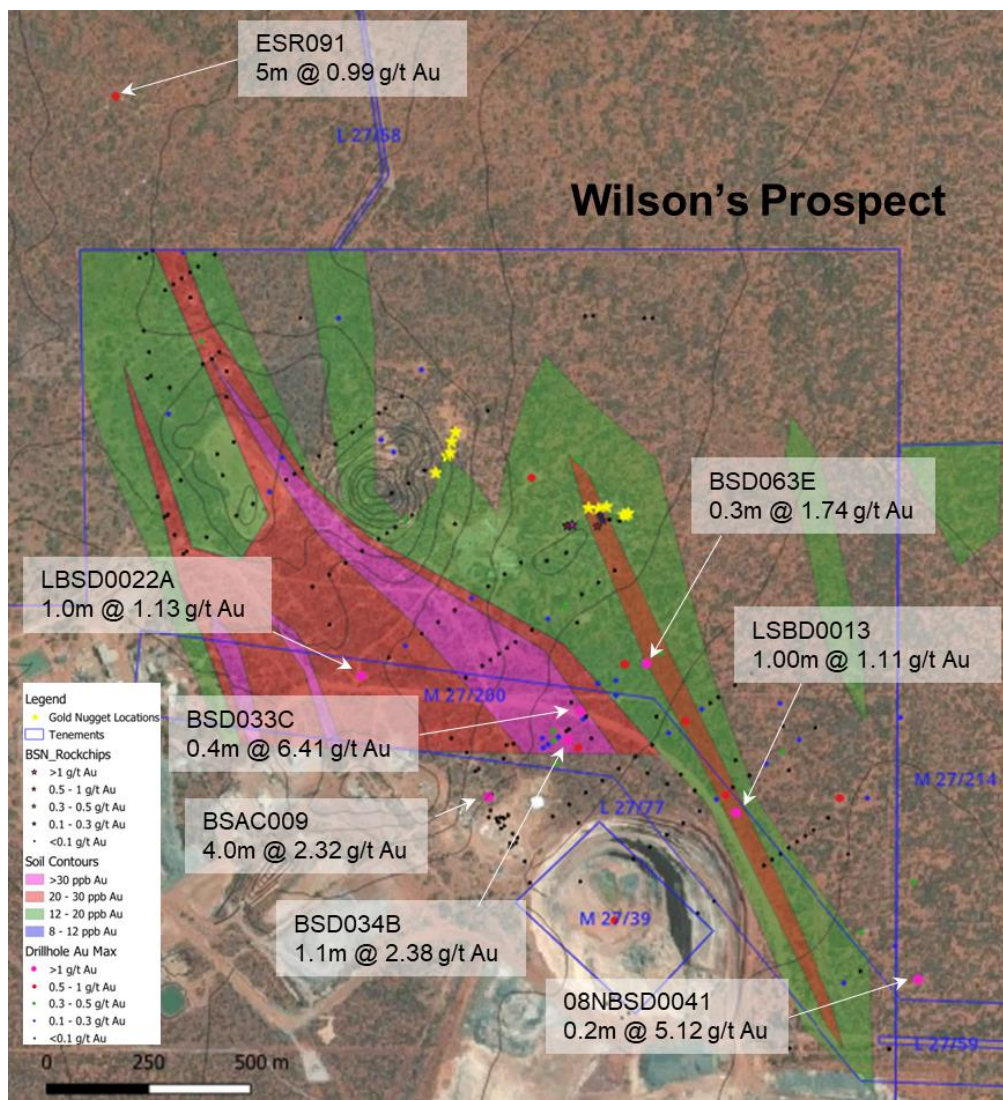 ESR091
5m @ 0.99 g/t Au
L 27/58
Wilson's Prospect
BSD063E
0.3m @ 1.74 g/t Au
LBSD0022A
1.0m @ 1.13 g/t Au
LSBD0013
1.00m @ 1.11 g/t Au
M 27/200
BSD033C
0.4m @ 6.41 g/t Au
M 27/214
L 27/77
BSAC009
4.0m @ 2.32 g/t Au
M 27/39
BSD034B
1.1m @ 2.38 g/t Au
08NBSD0041
0.2m @ 5.12 g/t Au
L 27/59
Legend
Gold Nugget Locations
Tenements
BSN_Rockchips
>1 g/t Au
0.5 - 1 g/t Au
0.3 - 0.5 g/t Au
0.1 - 0.3 g/t Au
<0.1 g/t Au
Soil Contours
>30 ppb Au
20 - 30 ppb Au
12 - 20 ppb Au
8 - 12 ppb Au
Drillhole Au Max
>1 g/t Au
0.5 - 1 g/t Au
0.3 - 0.5 g/t Au
0.1 - 0.3 g/t Au
<0.1 g/t Au
0 250 500 m